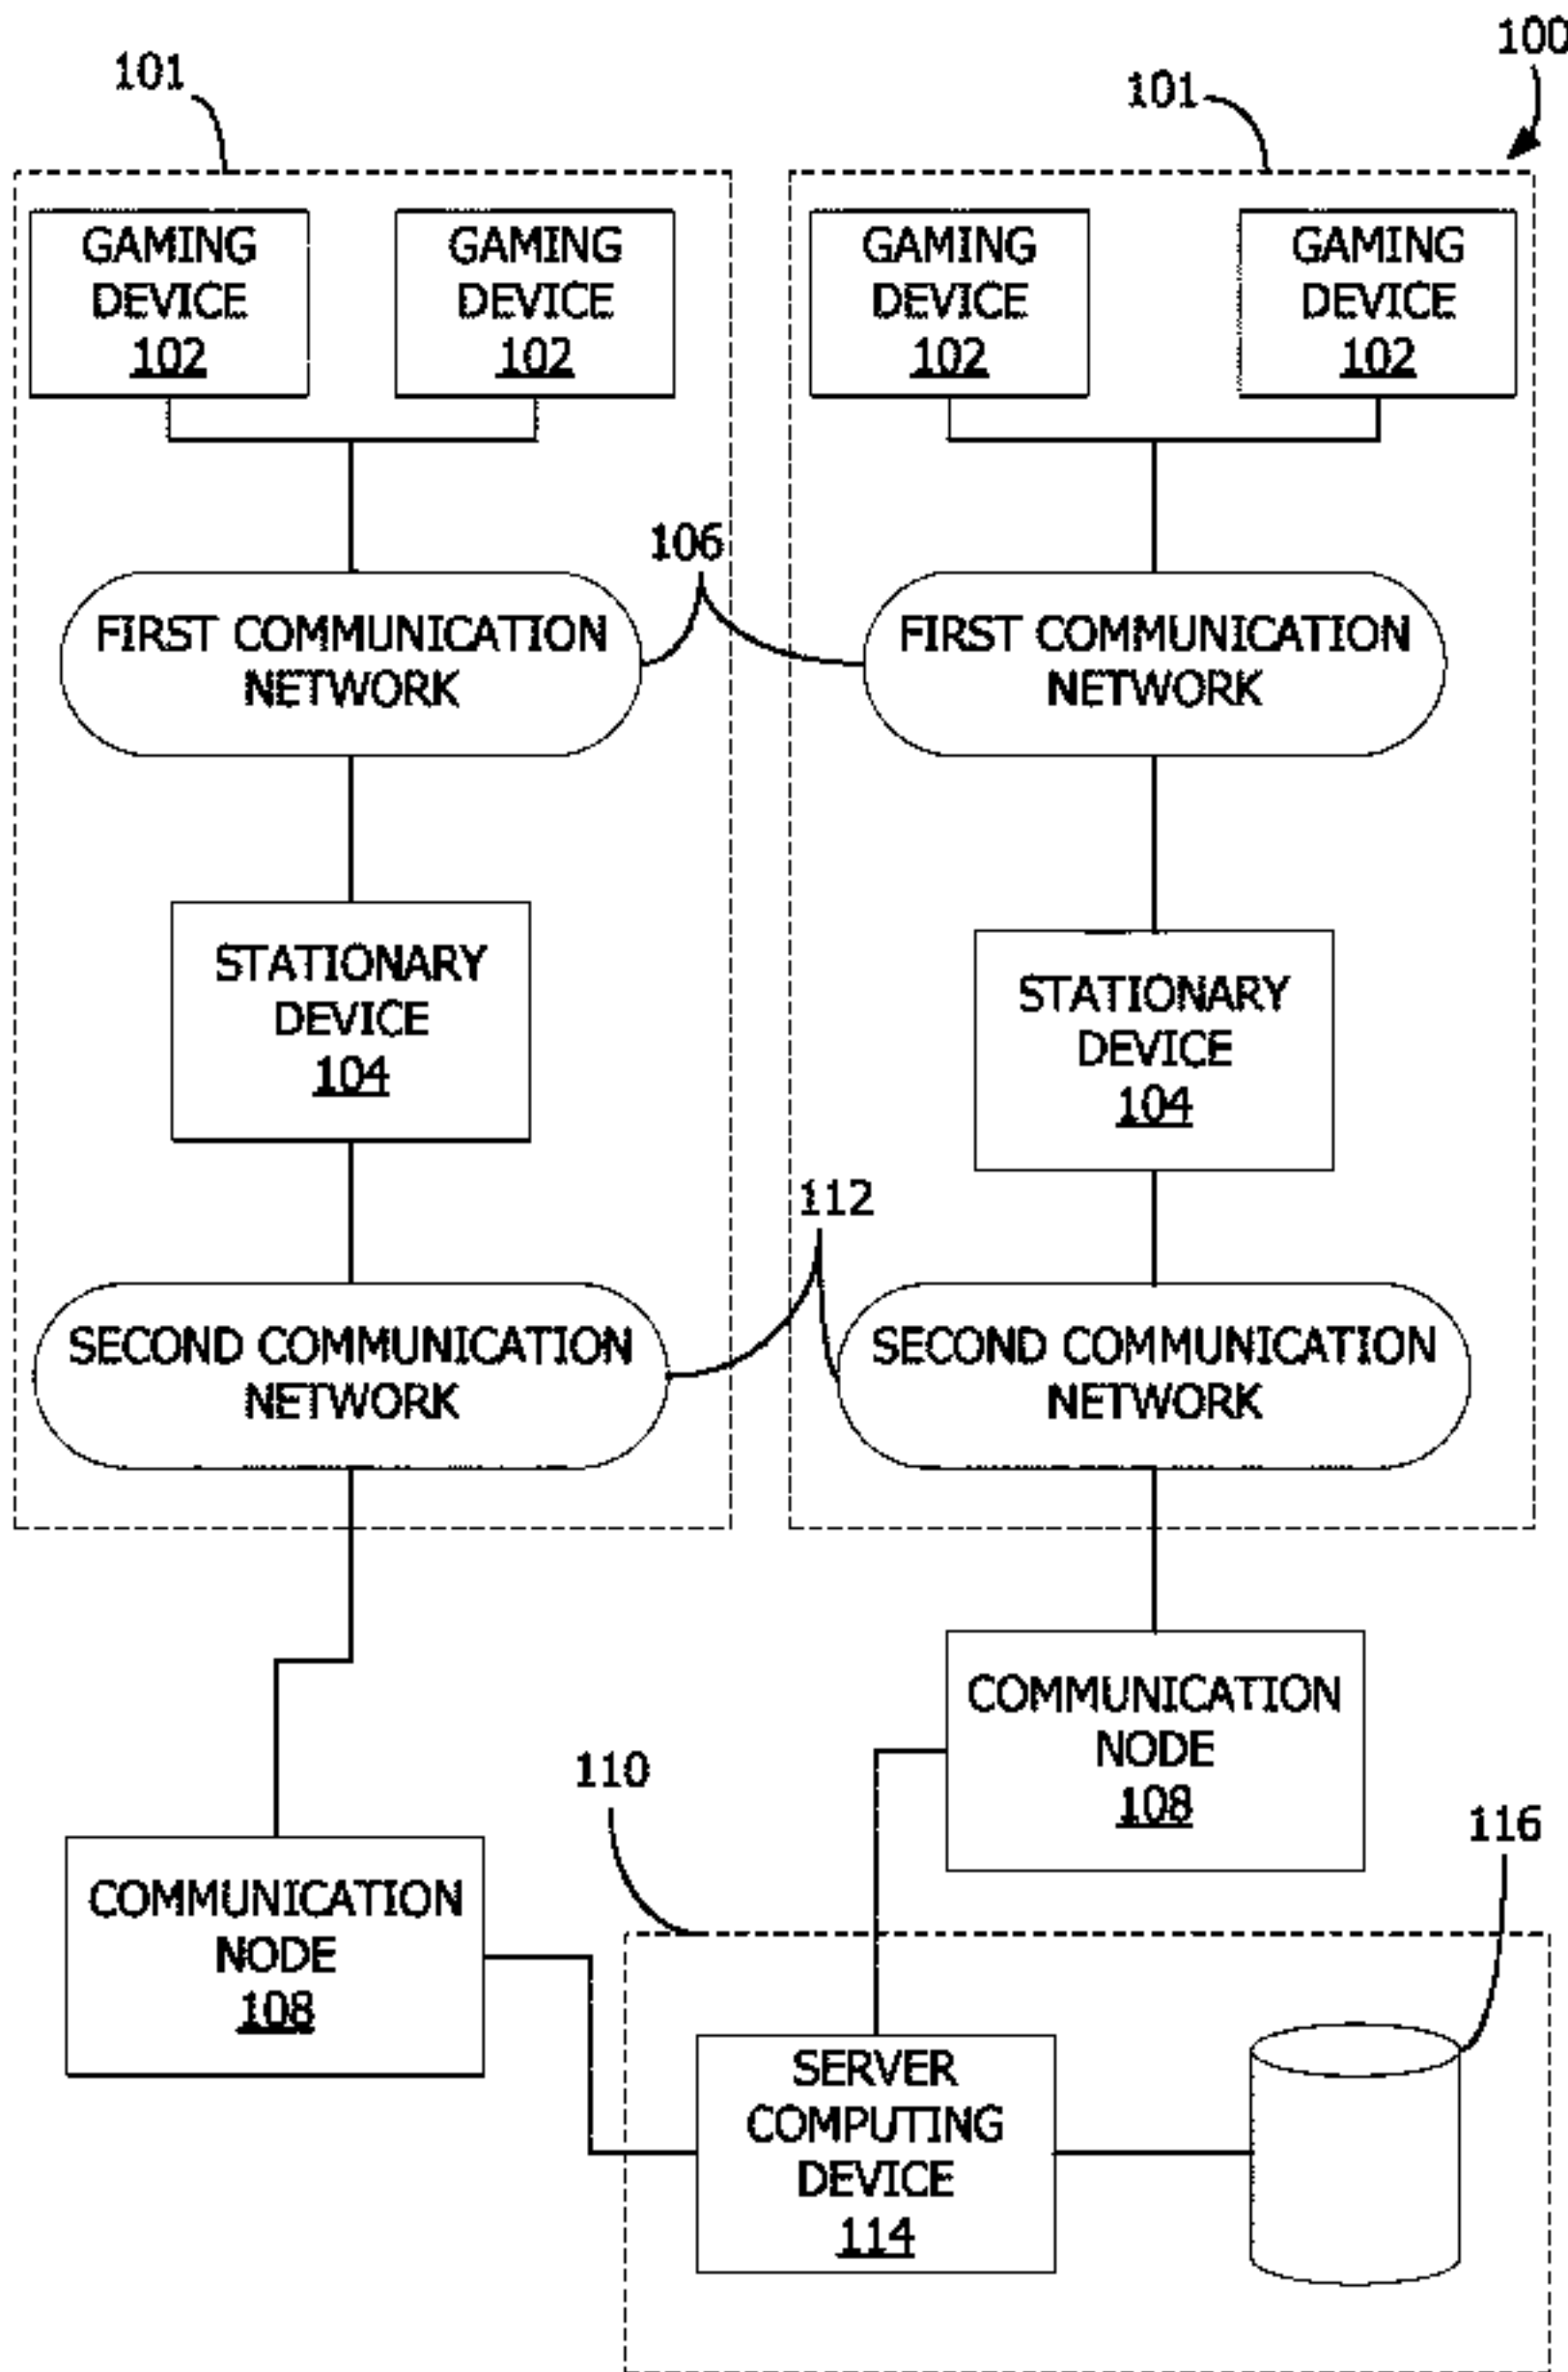 100
101
101
GAMING
DEVICE
102
GAMING
DEVICE
102
GAMING
DEVICE
102
GAMING
DEVICE
102
106
FIRST COMMUNICATION
NETWORK
FIRST COMMUNICATION
NETWORK
STATIONARY
DEVICE
104
STATIONARY
DEVICE
104
112
SECOND COMMUNICATION
NETWORK
SECOND COMMUNICATION
NETWORK
COMMUNICATION
NODE
108
110
116
COMMUNICATION
NODE
108
SERVER
COMPUTING
DEVICE
114